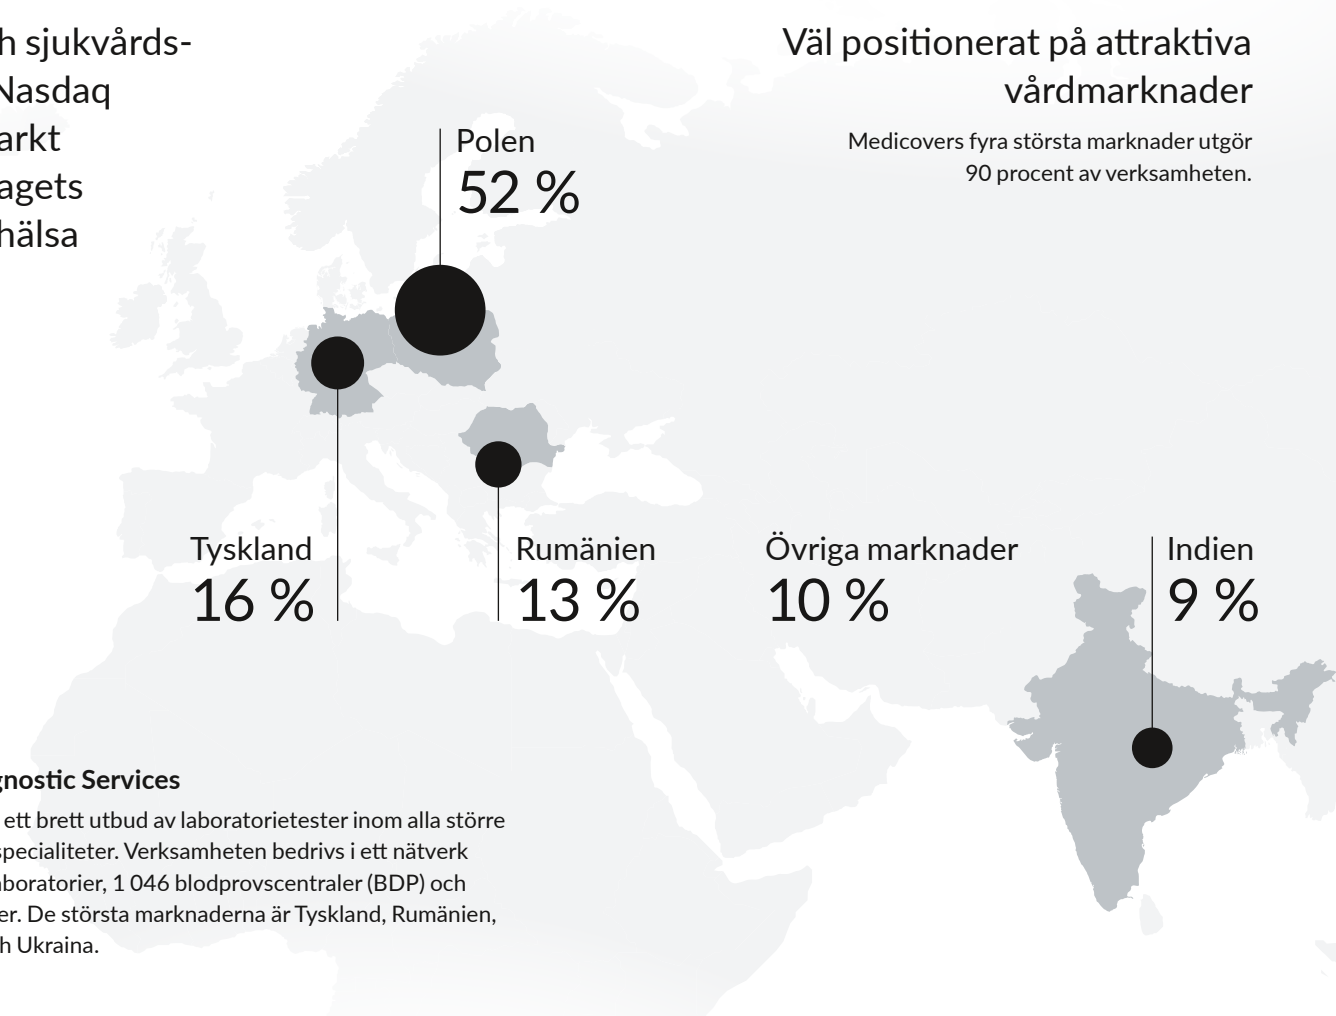 h sjukvårds-
Nasdaq
arkt
agets
hälsa
Väl positionerat på attraktiva
vårdmarknader
Medicovers fyra största marknader utgör
90 procent av verksamheten.
Polen
52 %
Tyskland
16 %
Rumänien
13 %
Övriga marknader
10 %
Indien
9 %
gnostic Services
ett brett utbud av laboratorietester inom alla större
specialiteter. Verksamheten bedrivs i ett nätverk
aboratorier, 1 046 blodprovscentraler (BDP) och
er. De största marknaderna är Tyskland, Rumänien,
h Ukraina.